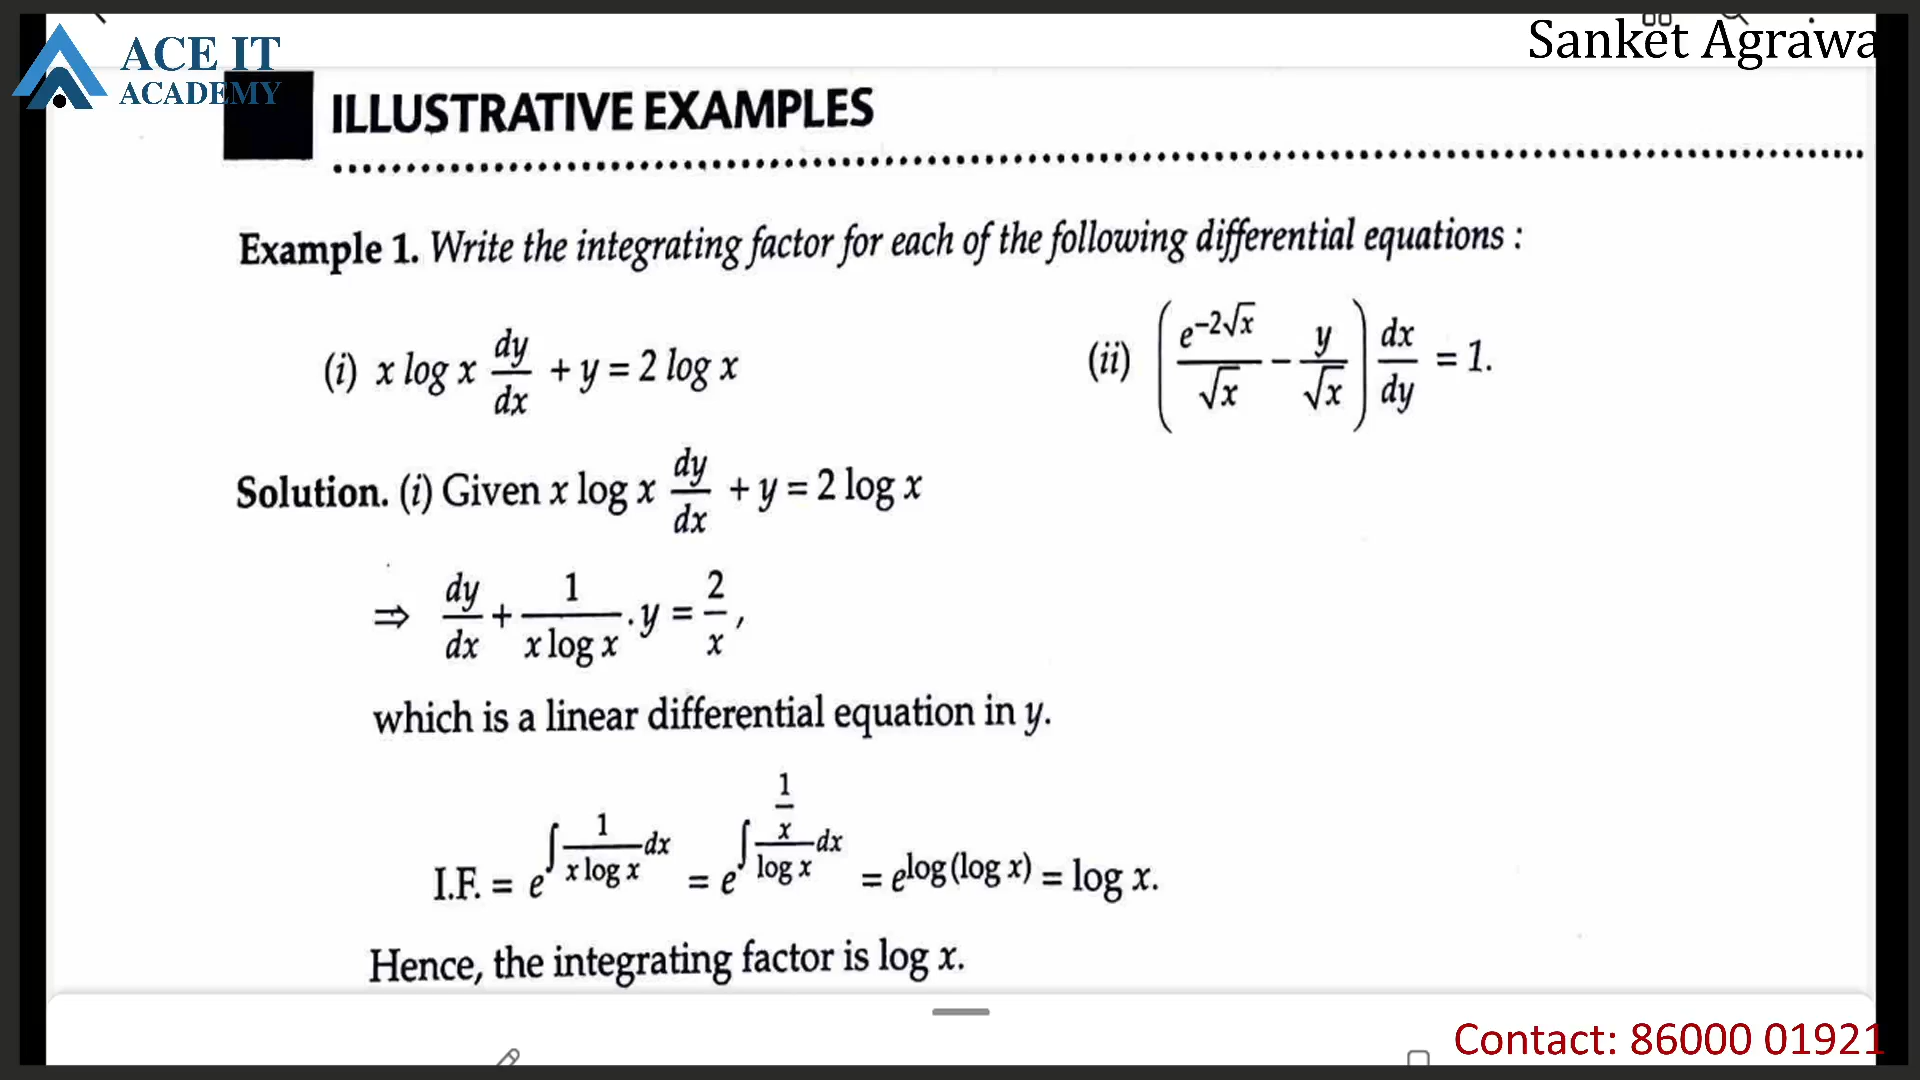 ACE IT
ACADEMY
Sanket Agrawa
ILLUSTRATIVE EXAMPLES
Example 1. Write the integrating factor for each of the following differential equations :
(i) x log x dy/dx + y = 2 log x (ii) (e^{-2√x}/√x − y/√x) dx/dy = 1.
Solution. (i) Given x log x dy/dx + y = 2 log x
⇒ dy/dx + 1/(x log x) . y = 2/x ,
which is a linear differential equation in y.
I.F. = e^{∫ 1/(x log x) dx} = e^{∫ (1/x)/(log x) dx} = e^{log (log x)} = log x.
Hence, the integrating factor is log x.
Contact: 86000 01921